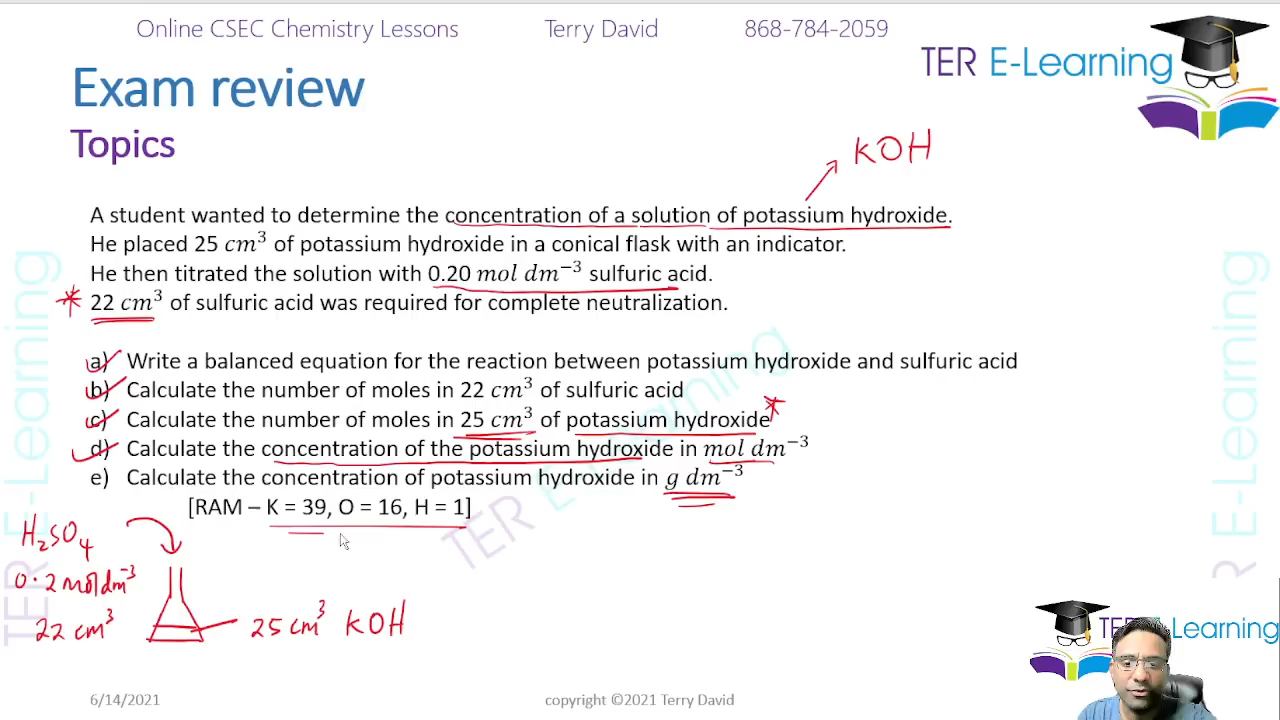 Online CSEC Chemistry Lessons Terry David 868-784-2059
TER E-Learning
Exam review
Topics
KOH
A student wanted to determine the concentration of a solution of potassium hydroxide.
He placed 25 cm³ of potassium hydroxide in a conical flask with an indicator.
He then titrated the solution with 0.20 mol dm⁻³ sulfuric acid.
* 22 cm³ of sulfuric acid was required for complete neutralization.
a) Write a balanced equation for the reaction between potassium hydroxide and sulfuric acid
b) Calculate the number of moles in 22 cm³ of sulfuric acid
c) Calculate the number of moles in 25 cm³ of potassium hydroxide *
d) Calculate the concentration of the potassium hydroxide in mol dm⁻³
e) Calculate the concentration of potassium hydroxide in g dm⁻³
[RAM – K = 39, O = 16, H = 1]
H₂SO₄
0.2 mol dm⁻³
22 cm³
25 cm³ KOH
TER E-Learning
TER E-Learning
TER E-Learning
TER E-Learning
6/14/2021 copyright ©2021 Terry David